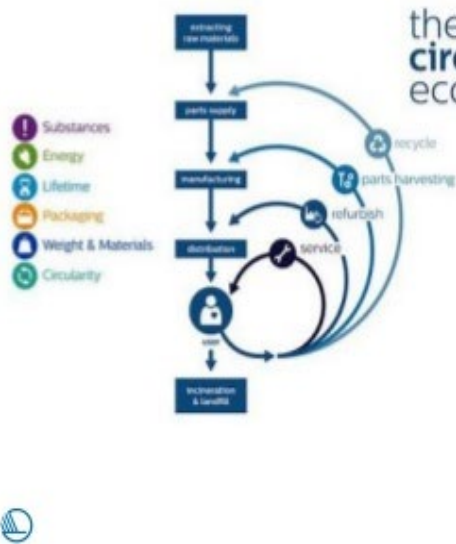 the
circ
eco
extracting
raw materials
parts supply
manufacturing
distribution
user
incineration
& landfill
recycle
parts harvesting
refurbish
service
Substances
Energy
Lifetime
Packaging
Weight & Materials
Circularity